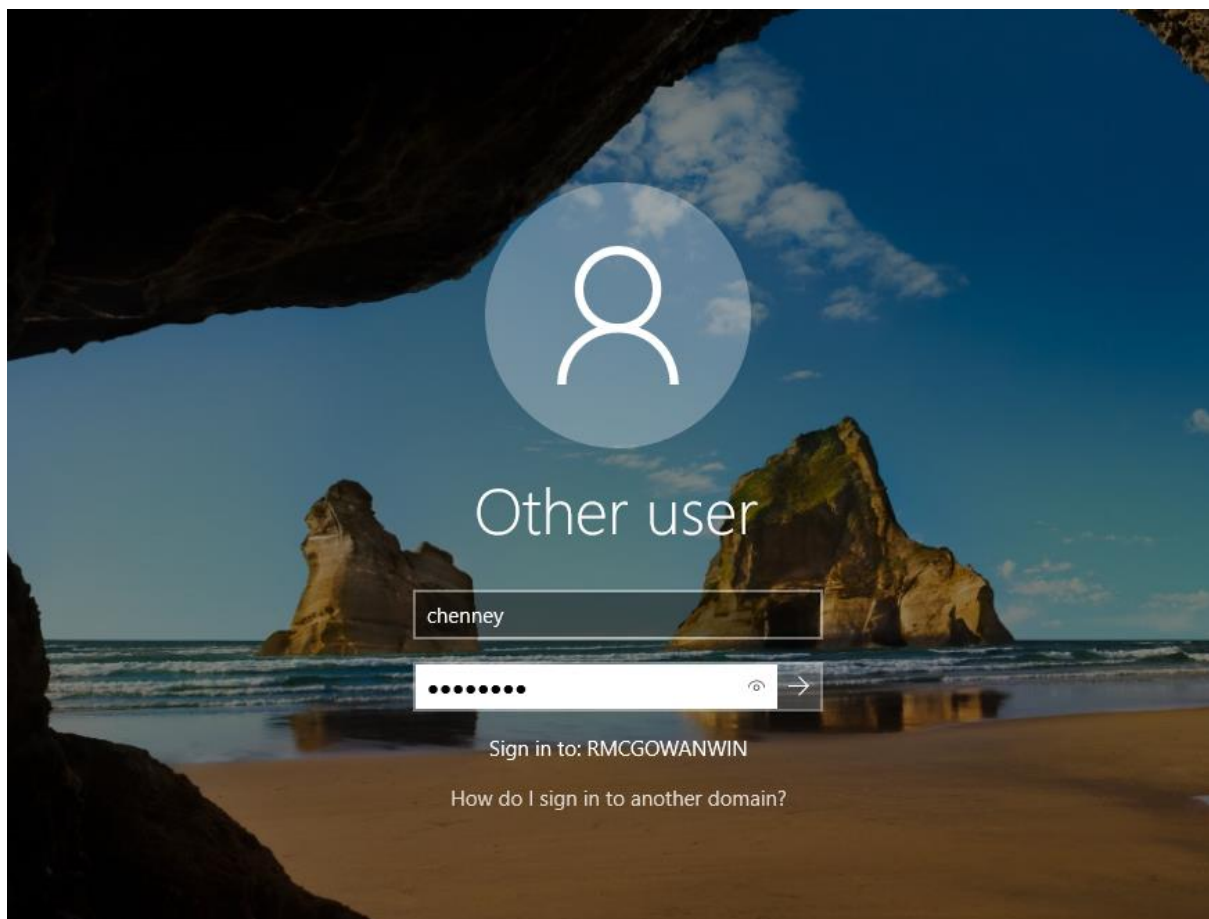 Other user
chenney
Sign in to: RMCGOWANWIN
How do I sign in to another domain?